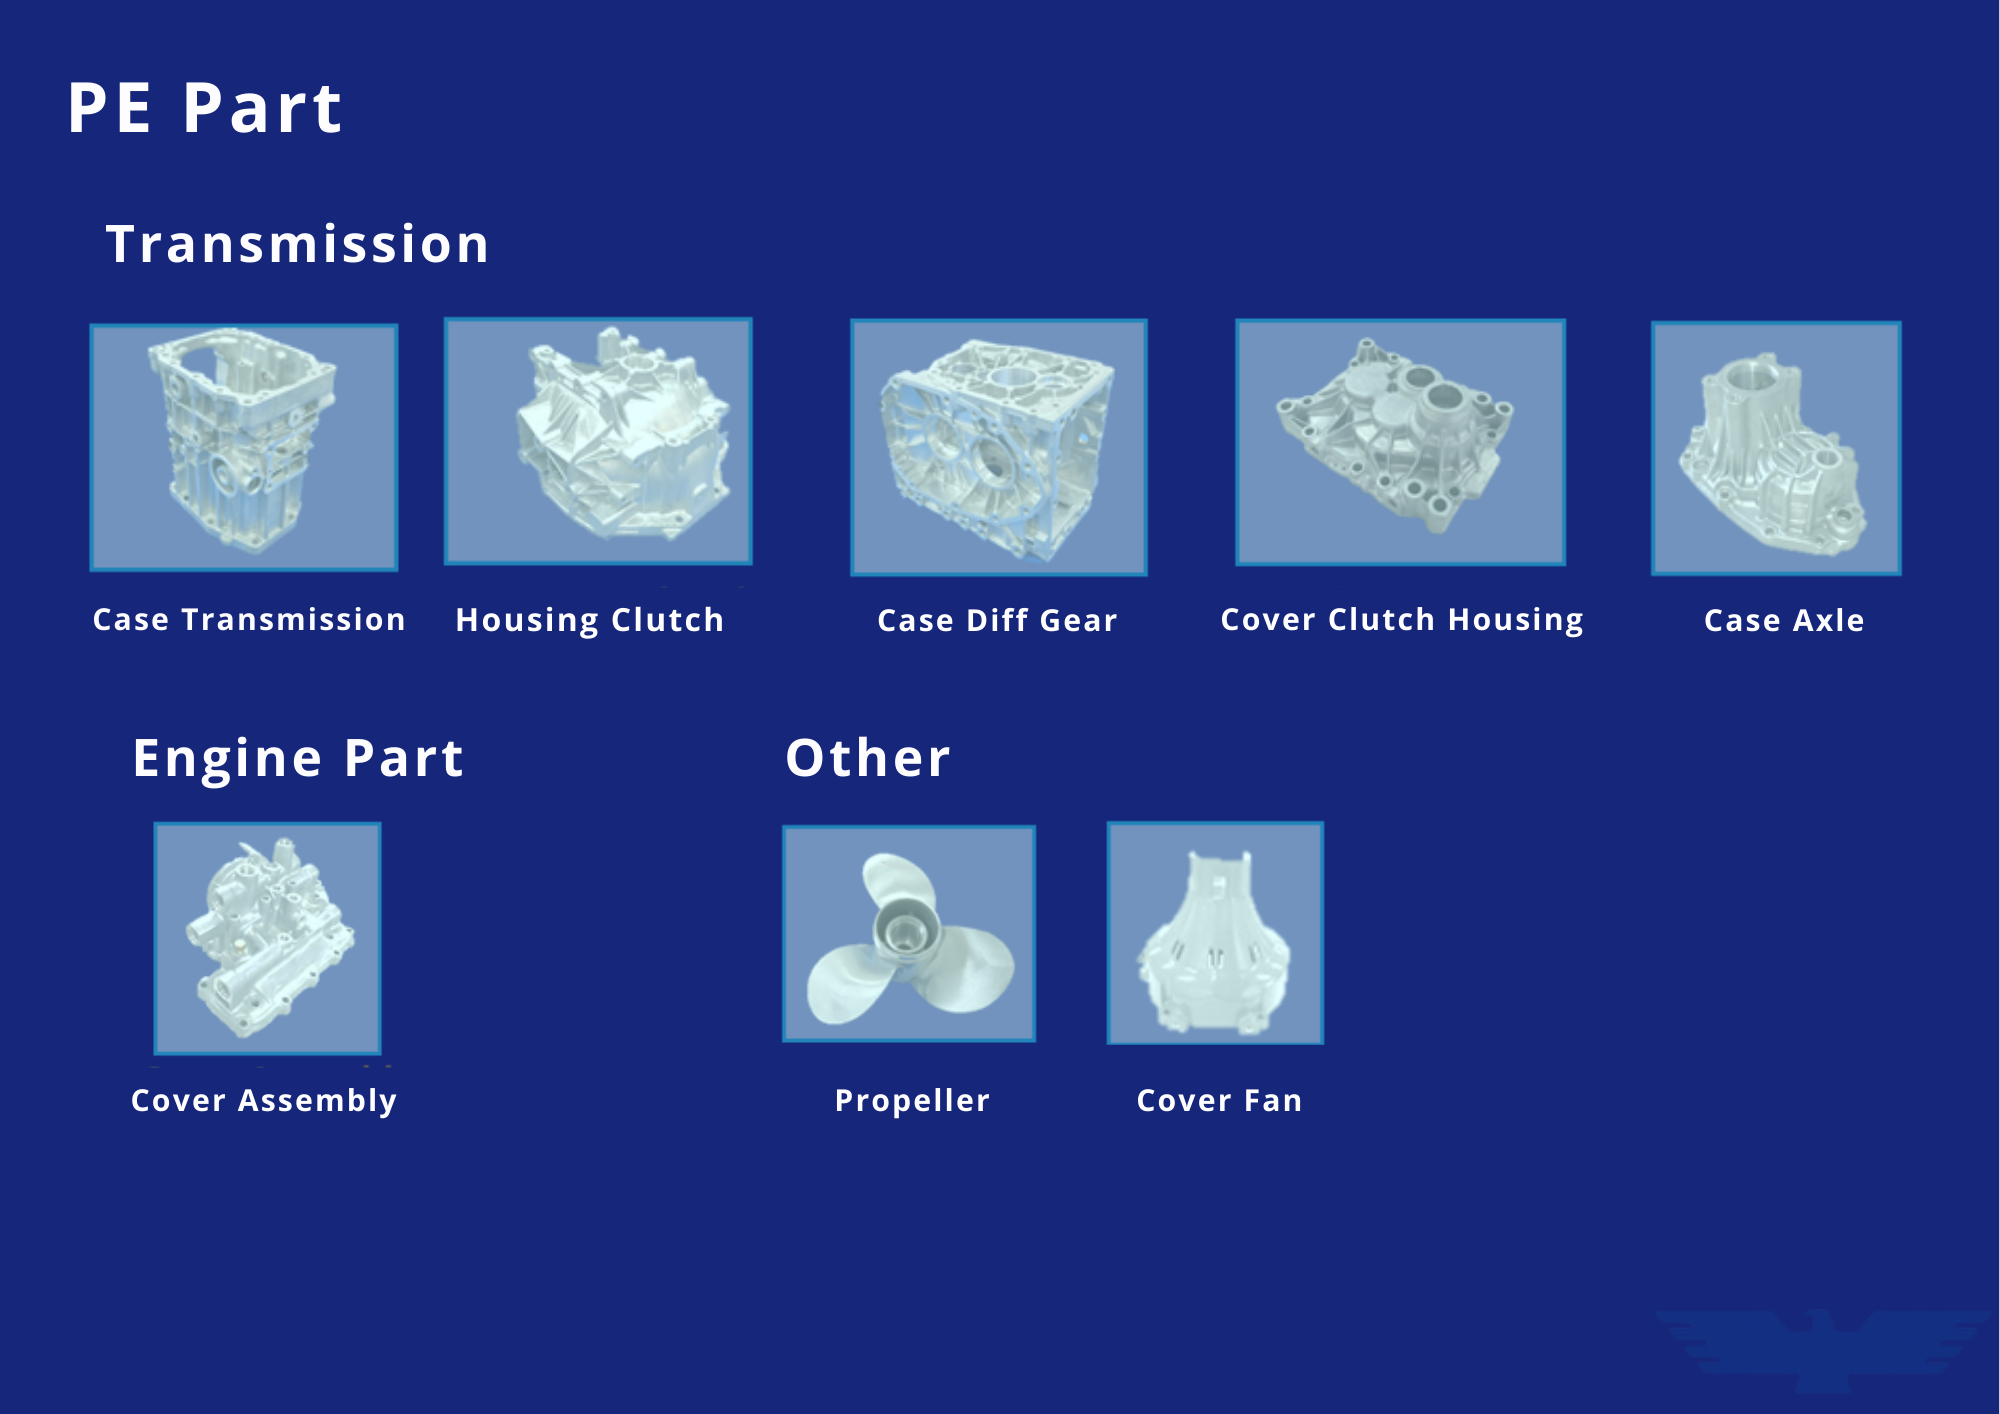 PE Part
Transmission
Case Transmission
Housing Clutch
Case Diff Gear
Cover Clutch Housing
Case Axle
Engine Part
Other
Cover Assembly
Propeller
Cover Fan